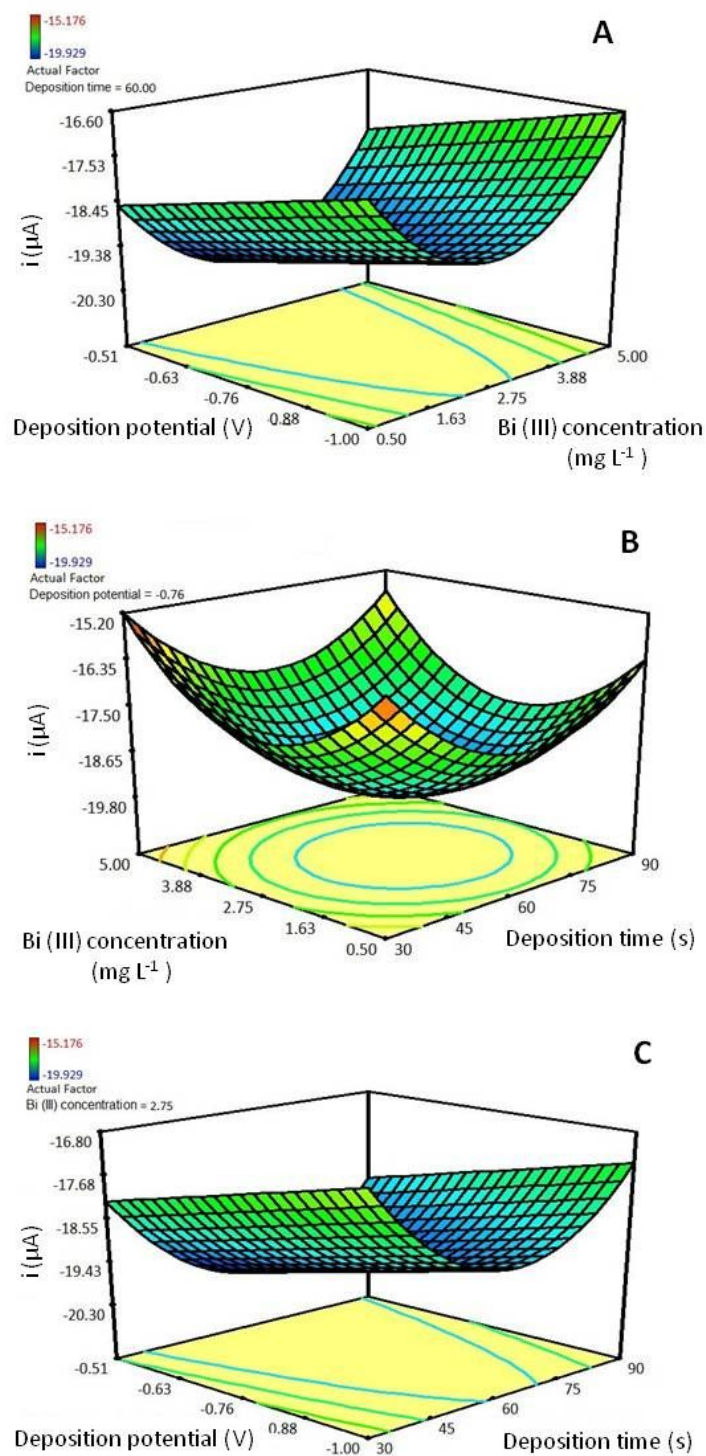 A
-15.176
-19.929
Actual Factor
Deposition time = 60.00
-16.60
-17.53
-18.45
-19.38
-20.30
i (µA)
-0.51
-0.63
-0.76
-0.88
-1.00
Deposition potential (V)
0.50
1.63
2.75
3.88
5.00
Bi (III) concentration
(mg L-1 )
B
-15.176
-19.929
Actual Factor
Deposition potential = -0.76
-15.20
-16.35
-17.50
-18.65
-19.80
i (µA)
5.00
3.88
2.75
1.63
0.50
Bi (III) concentration
(mg L-1 )
30
45
60
75
90
Deposition time (s)
C
-15.176
-19.929
Actual Factor
Bi (III) concentration = 2.75
-16.80
-17.68
-18.55
-19.43
-20.30
i (µA)
-0.51
-0.63
-0.76
0.88
-1.00
Deposition potential (V)
30
45
60
75
90
Deposition time (s)